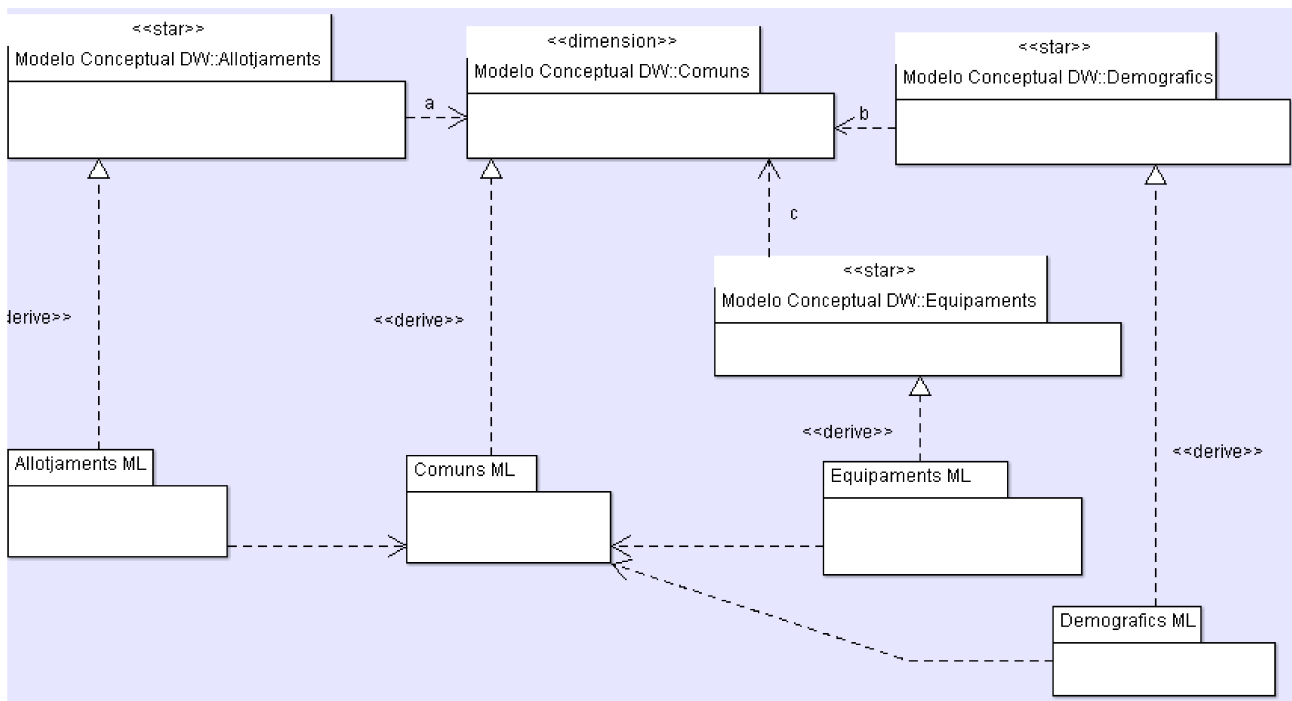 <<star>>
Modelo Conceptual DW::Allotjaments
<<dimension>>
Modelo Conceptual DW::Comuns
<<star>>
Modelo Conceptual DW::Demografics
a
b
c
<<star>>
Modelo Conceptual DW::Equipaments
derive>>
<<derive>>
<<derive>>
<<derive>>
Allotjaments ML
Comuns ML
Equipaments ML
Demografics ML